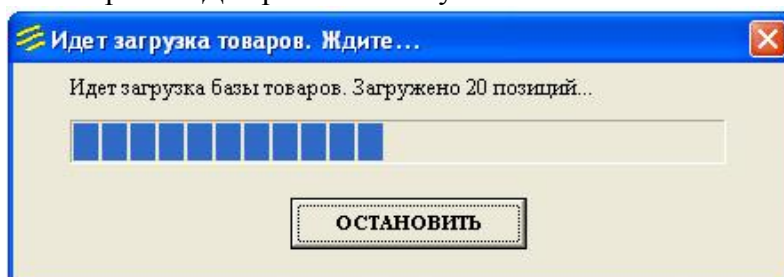 Идет загрузка товаров. Ждите...
Идет загрузка базы товаров. Загружено 20 позиций...
ОСТАНОВИТЬ